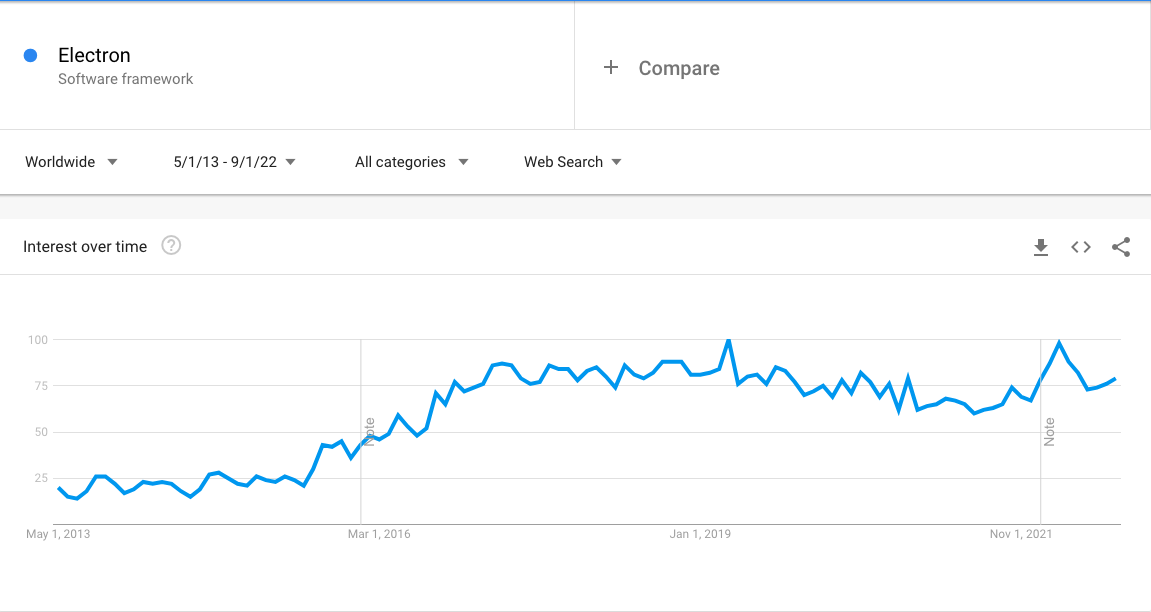 Electron
Software framework
+ Compare
Worldwide 5/1/13 - 9/1/22 All categories Web Search
Interest over time ?
100
75
50
25
Note Note
May 1, 2013 Mar 1, 2016 Jan 1, 2019 Nov 1, 2021